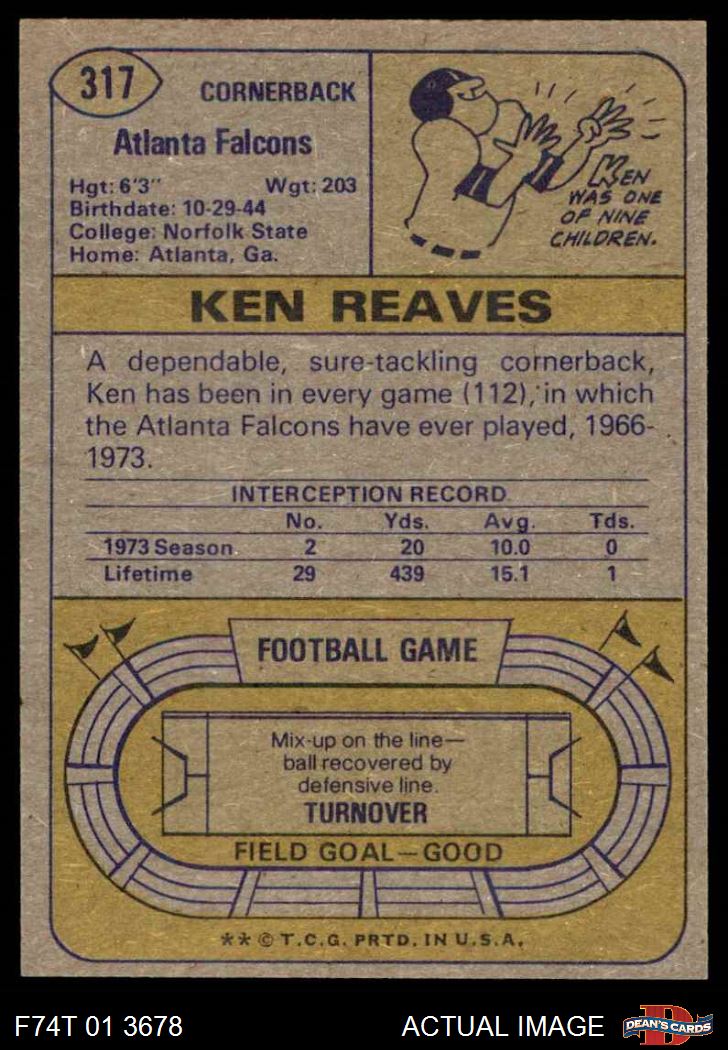 317
CORNERBACK
Atlanta Falcons
Hgt: 6'3" Wgt: 203
Birthdate: 10-29-44
College: Norfolk State
Home: Atlanta, Ga.
KEN
WAS ONE
OF NINE
CHILDREN.
KEN REAVES
A dependable, sure-tackling cornerback,
Ken has been in every game (112), in which
the Atlanta Falcons have ever played, 1966-
1973.
INTERCEPTION RECORD
No. Yds. Avg. Tds.
1973 Season 2 20 10.0 0
Lifetime 29 439 15.1 1
FOOTBALL GAME
Mix-up on the line—
ball recovered by
defensive line.
TURNOVER
FIELD GOAL—GOOD
** © T.C.G. PRTD. IN U.S.A.
F74T 01 3678 ACTUAL IMAGE
D
DEAN'S CARDS